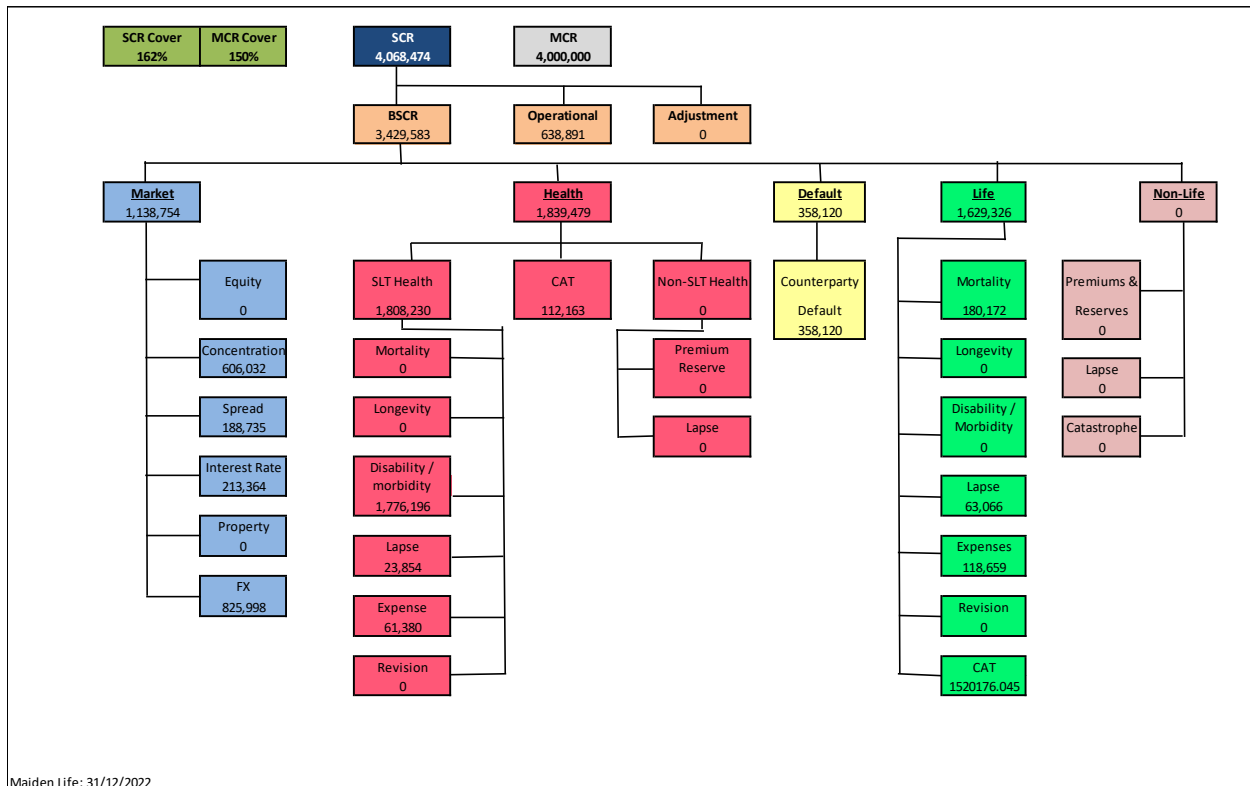 SCR Cover
162%
MCR Cover
150%
SCR
4,068,474
MCR
4,000,000
BSCR
3,429,583
Operational
638,891
Adjustment
0
Market
1,138,754
Health
1,839,479
Default
358,120
Life
1,629,326
Non-Life
0
Equity
0
Concentration
606,032
Spread
188,735
Interest Rate
213,364
Property
0
FX
825,998
SLT Health
1,808,230
CAT
112,163
Non-SLT Health
0
Mortality
0
Longevity
0
Disability /
morbidity
1,776,196
Lapse
23,854
Expense
61,380
Revision
0
Premium
Reserve
0
Lapse
0
Counterparty
Default
358,120
Mortality
180,172
Longevity
0
Disability /
Morbidity
0
Lapse
63,066
Expenses
118,659
Revision
0
CAT
1520176.045
Premiums &
Reserves
0
Lapse
0
Catastrophe
0
Maiden Life: 31/12/2022